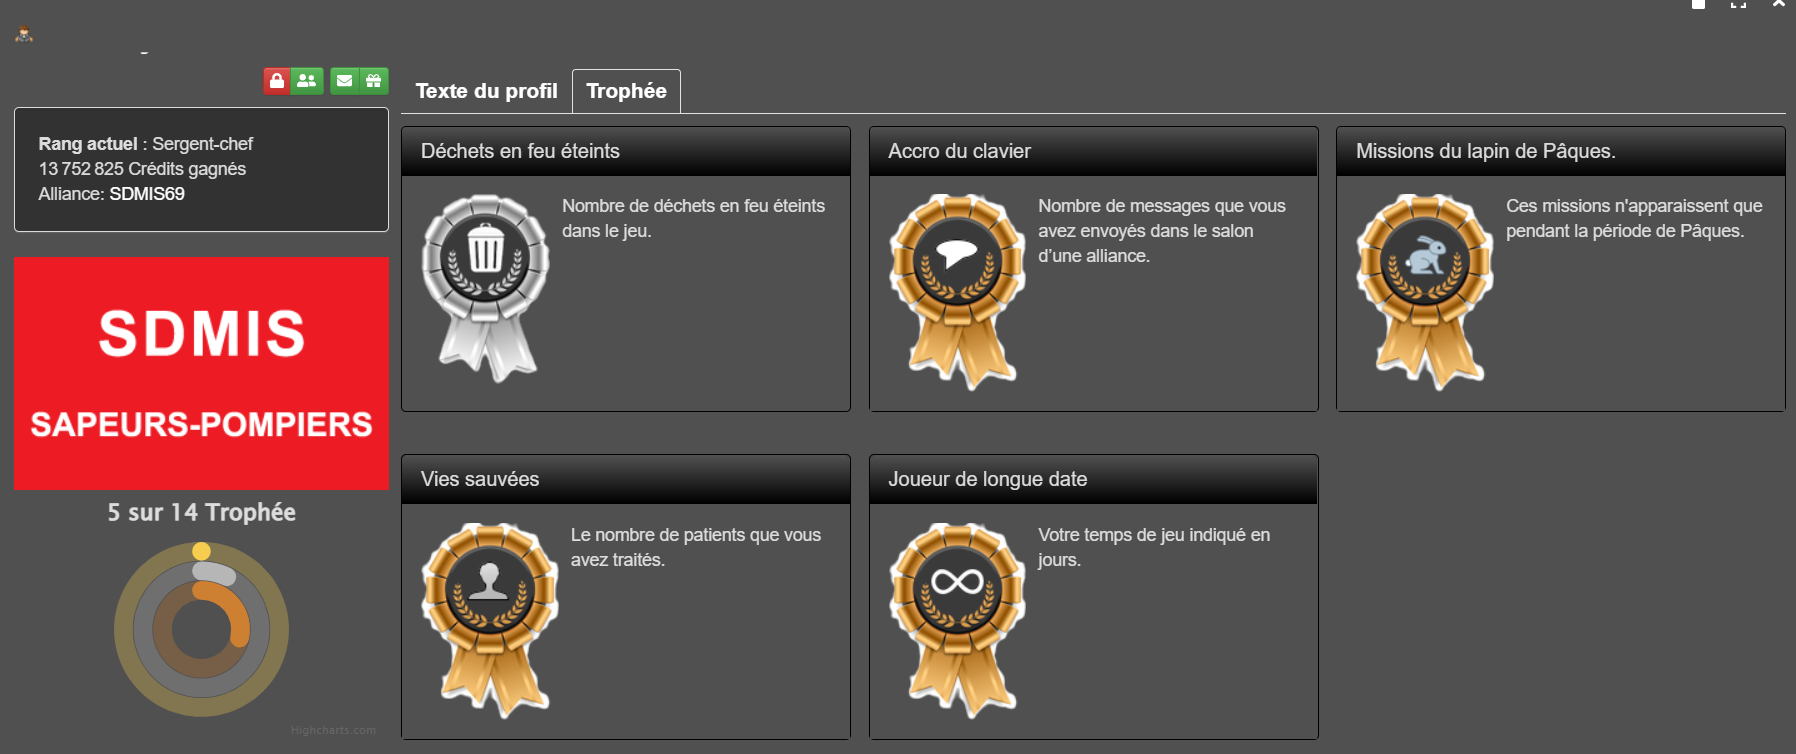 Rang actuel : Sergent-chef
13 752 825 Crédits gagnés
Alliance: SDMIS69
SDMIS
SAPEURS-POMPIERS
5 sur 14 Trophée
Highcharts.com
Texte du profil
Trophée
Déchets en feu éteints
Nombre de déchets en feu éteints
dans le jeu.
Accro du clavier
Nombre de messages que vous
avez envoyés dans le salon
d’une alliance.
Missions du lapin de Pâques.
Ces missions n'apparaissent que
pendant la période de Pâques.
Vies sauvées
Le nombre de patients que vous
avez traités.
Joueur de longue date
Votre temps de jeu indiqué en
jours.